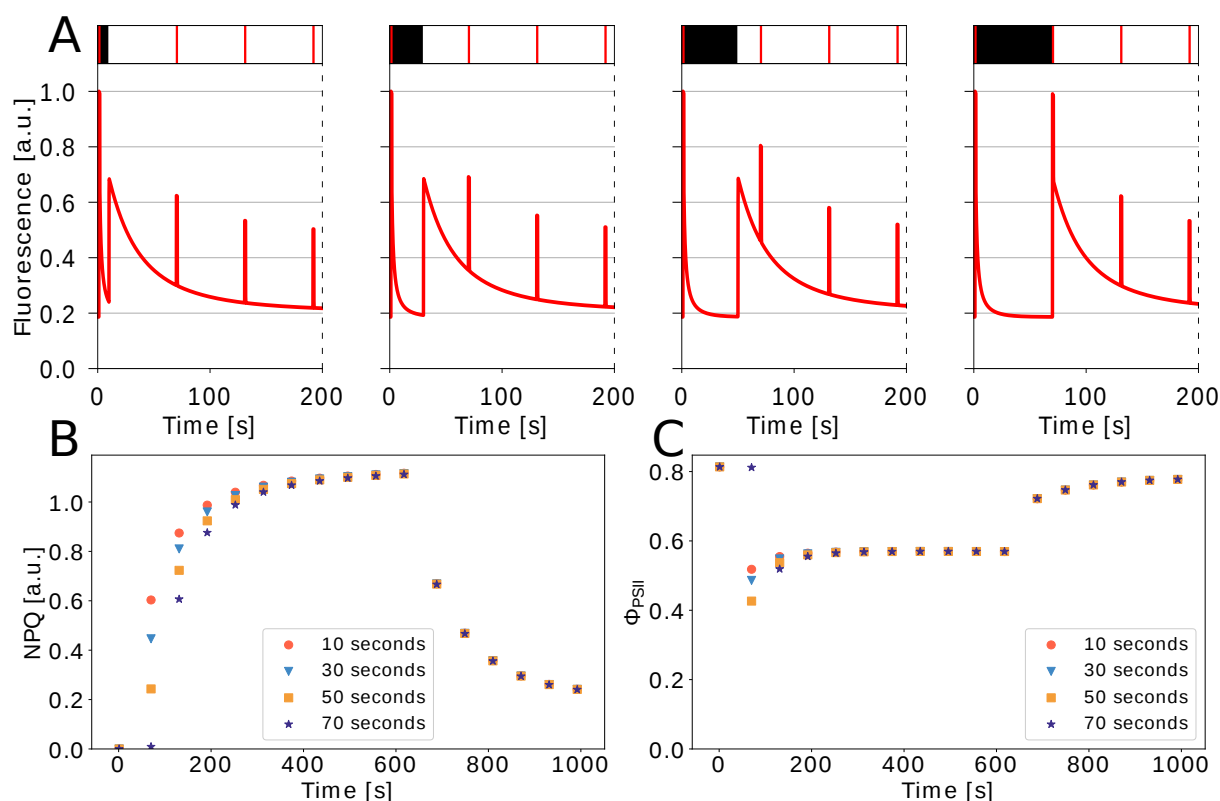 A
Fluorescence [a.u.]
1.0
0.8
0.6
0.4
0.2
0.0
0 100 200
0 100 200
0 100 200
0 100 200
Time [s]
Time [s]
Time [s]
Time [s]
B
NPQ [a.u.]
1.0
0.8
0.6
0.4
0.2
0.0
10 seconds
30 seconds
50 seconds
70 seconds
0 200 400 600 800 1000
Time [s]
C
ΦPSII
0.8
0.6
0.4
0.2
0.0
10 seconds
30 seconds
50 seconds
70 seconds
0 200 400 600 800 1000
Time [s]